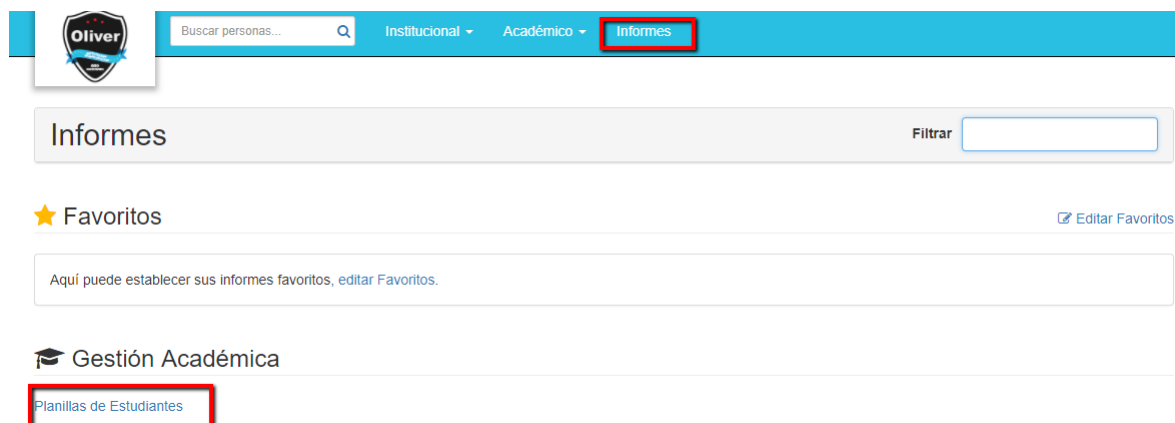 Oliver
Buscar personas...
Institucional
Académico
Informes
Informes
Filtrar
Favoritos
Editar Favoritos
Aquí puede establecer sus informes favoritos, editar Favoritos.
Gestión Académica
Planillas de Estudiantes